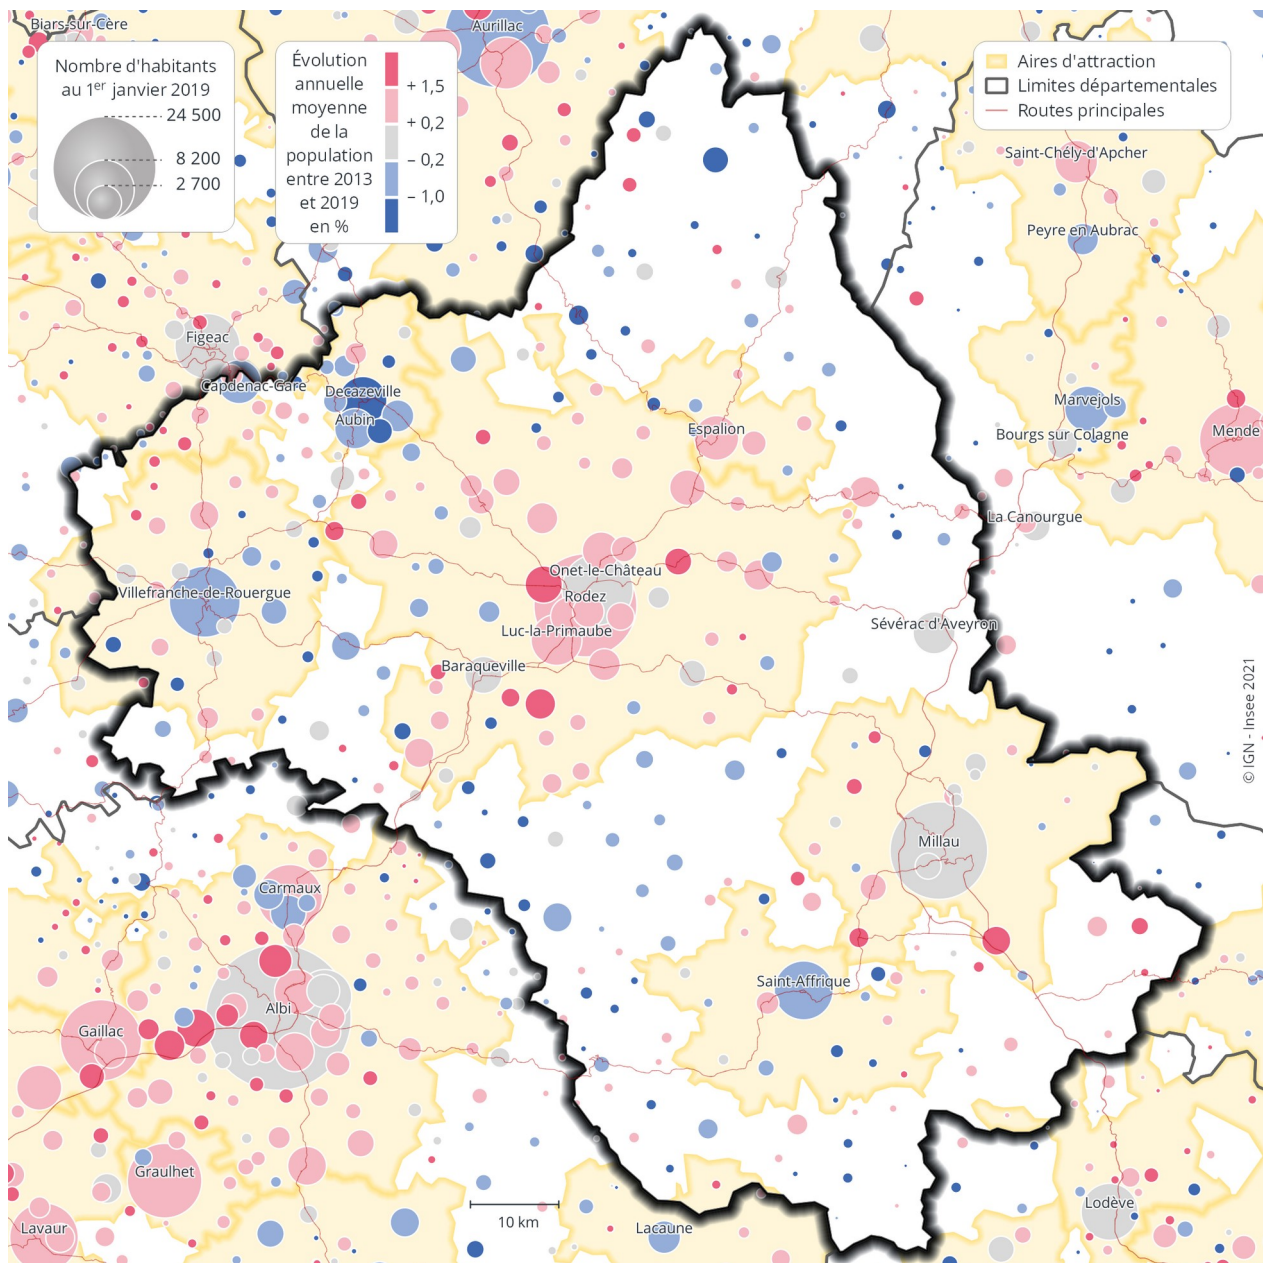 Biars-sur-Cère
Aurillac
Nombre d'habitants
au 1er janvier 2019
24 500
8 200
2 700
Évolution
annuelle
moyenne
de la
population
entre 2013
et 2019
en %
+ 1,5
+ 0,2
– 0,2
– 1,0
Aires d'attraction
Limites départementales
Routes principales
Saint-Chély-d'Apcher
Peyre en Aubrac
Figeac
Capdenac-Gare
Decazeville
Aubin
Espalion
Marvejols
Bourgs sur Colagne
Mende
La Canourgue
Onet-le-Château
Rodez
Villefranche-de-Rouergue
Luc-la-Primaube
Sévérac d'Aveyron
Baraqueville
© IGN - Insee 2021
Millau
Carmaux
Saint-Affrique
Albi
Gaillac
Graulhet
Lodève
Lavaur
10 km
Lacaune